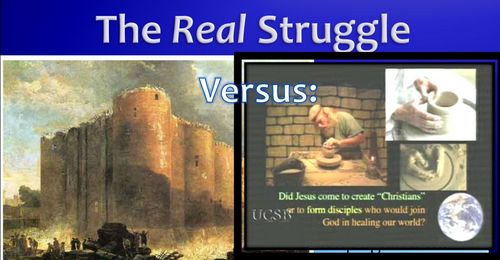 The Real Struggle
Versus:
Did Jesus come to create "Christians"
or to form disciples who would join
UCSB
God in healing our world?